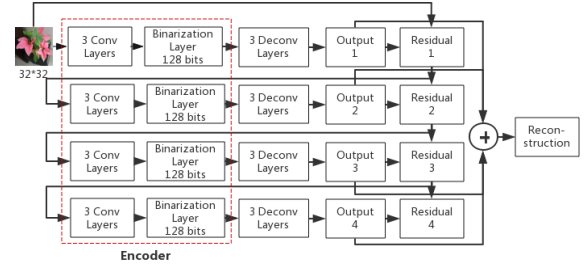 3 Conv
Layers
Binarization
Layer
128 bits
3 Deconv
Layers
Output
1
Residual
1
32*32
3 Conv
Layers
Binarization
Layer
128 bits
3 Deconv
Layers
Output
2
Residual
2
+
Recon-
struction
3 Conv
Layers
Binarization
Layer
128 bits
3 Deconv
Layers
Output
3
Residual
3
3 Conv
Layers
Binarization
Layer
128 bits
3 Deconv
Layers
Output
4
Residual
4
Encoder